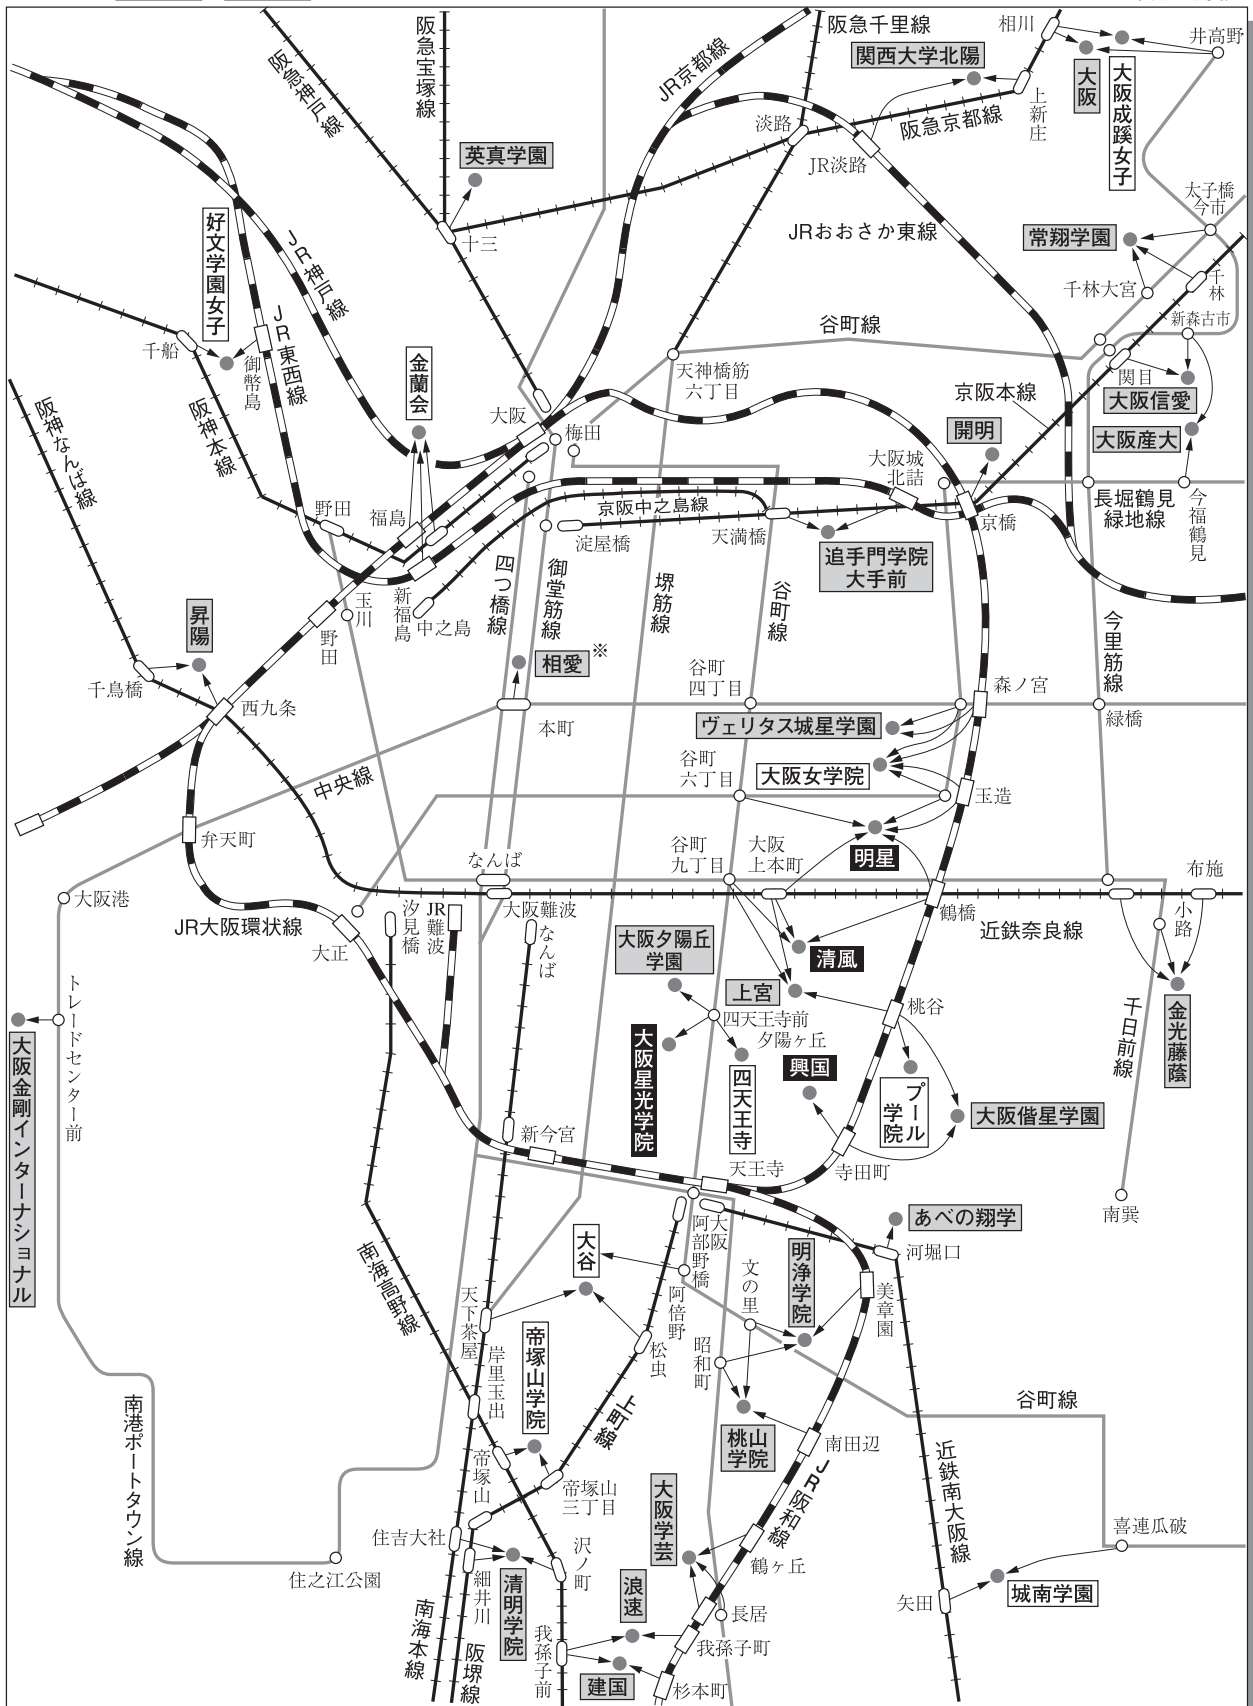 阪急神戸線
阪急宝塚線
JR京都線
阪急千里線
相川
井高野
関西大学北陽
大阪
大阪成蹊女子
上新庄
阪急京都線
淡路
JR淡路
英真学園
十三
太子橋
今市
常翔学園
千林大宮
千林
JRおおさか東線
好文学園女子
JR神戸線
JR東西線
千船
御幣島
阪神本線
阪神なんば線
金蘭会
大阪
梅田
天神橋筋
六丁目
谷町線
新森古市
関目
大阪信愛
京阪本線
開明
大阪産大
大阪城
北詰
京橋
長堀鶴見
緑地線
今福鶴見
野田
福島
新福島
中之島
京阪中之島線
淀屋橋
天満橋
追手門学院
大手前
玉川
野田
四つ橋線
御堂筋線
堺筋線
谷町線
今里筋線
昇陽
千鳥橋
西九条
相愛
※
本町
谷町
四丁目
森ノ宮
緑橋
ヴェリタス城星学園
谷町
六丁目
大阪女学院
玉造
中央線
弁天町
明星
なんば
谷町
九丁目
大阪
上本町
布施
大阪港
JR大阪環状線
大正
汐見橋
JR難波
大阪難波
なんば
鶴橋
近鉄奈良線
小路
大阪夕陽丘
学園
清風
上宮
桃谷
千日前線
金光藤蔭
トレードセンター前
大阪金剛インターナショナル
四天王寺前
夕陽ヶ丘
大阪星光学院
四天王寺
興国
プール
学院
大阪偕星学園
新今宮
天王寺
寺田町
南巽
あべの翔学
河堀口
大阪
阿部野橋
大谷
阿倍野
文の里
明浄学院
美章園
南海高野線
天下茶屋
松虫
昭和町
岸里玉出
帝塚山学院
上町線
桃山
学院
南田辺
谷町線
南港ポートタウン線
帝塚山
帝塚山
三丁目
JR阪和線
近鉄南大阪線
大阪学芸
喜連瓜破
住吉大社
沢ノ町
鶴ヶ丘
住之江公園
細井川
清明学院
浪速
長居
矢田
城南学園
南海本線
阪堺線
我孫子前
我孫子町
建国
杉本町